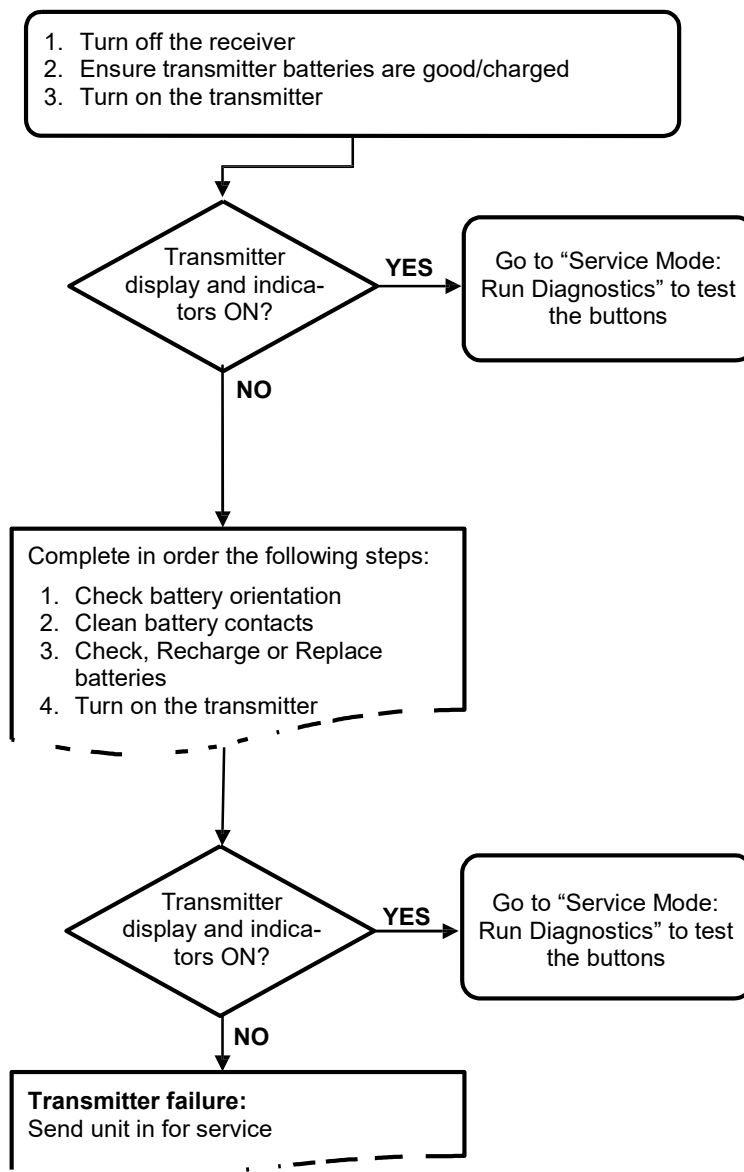 1. Turn off the receiver
2. Ensure transmitter batteries are good/charged
3. Turn on the transmitter
Transmitter
display and indica-
tors ON?
YES
Go to “Service Mode:
Run Diagnostics” to test
the buttons
NO
Complete in order the following steps:
1. Check battery orientation
2. Clean battery contacts
3. Check, Recharge or Replace
batteries
4. Turn on the transmitter
Transmitter
display and indica-
tors ON?
YES
Go to “Service Mode:
Run Diagnostics” to test
the buttons
NO
Transmitter failure:
Send unit in for service